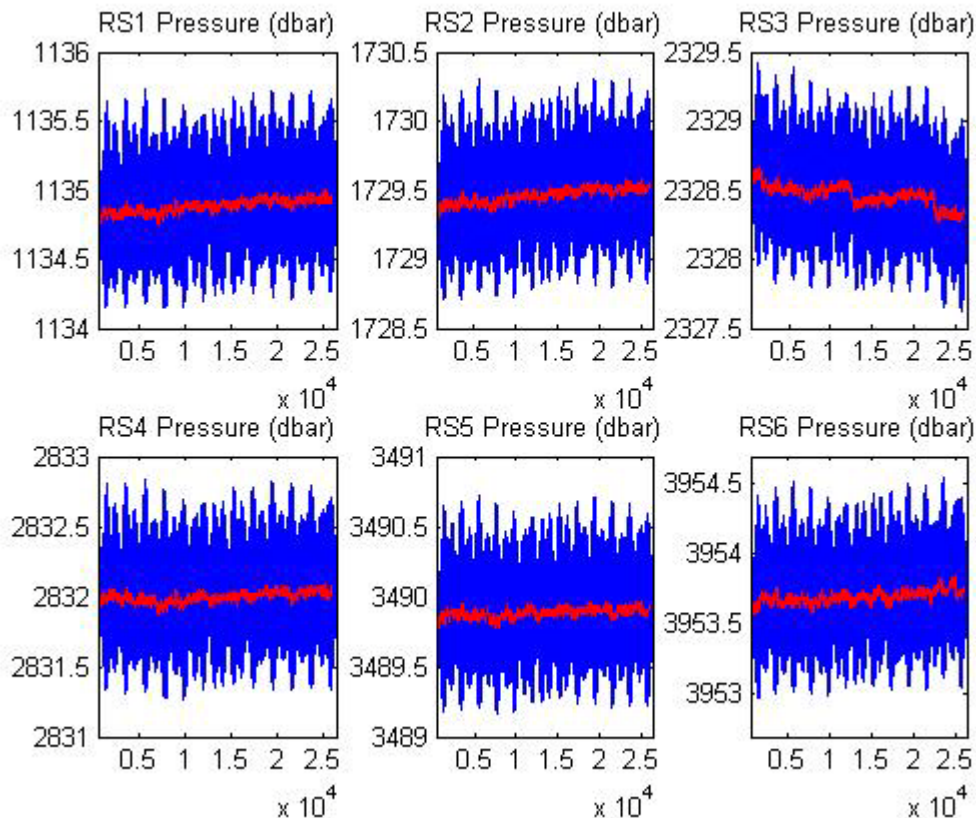 RS1 Pressure (dbar)
1136
1135.5
1135
1134.5
1134
0.5 1 1.5 2 2.5
x 10^4
RS2 Pressure (dbar)
1730.5
1730
1729.5
1729
1728.5
0.5 1 1.5 2 2.5
x 10^4
RS3 Pressure (dbar)
2329.5
2329
2328.5
2328
2327.5
0.5 1 1.5 2 2.5
x 10^4
RS4 Pressure (dbar)
2833
2832.5
2832
2831.5
2831
0.5 1 1.5 2 2.5
x 10^4
RS5 Pressure (dbar)
3491
3490.5
3490
3489.5
3489
0.5 1 1.5 2 2.5
x 10^4
RS6 Pressure (dbar)
3954.5
3954
3953.5
3953
0.5 1 1.5 2 2.5
x 10^4